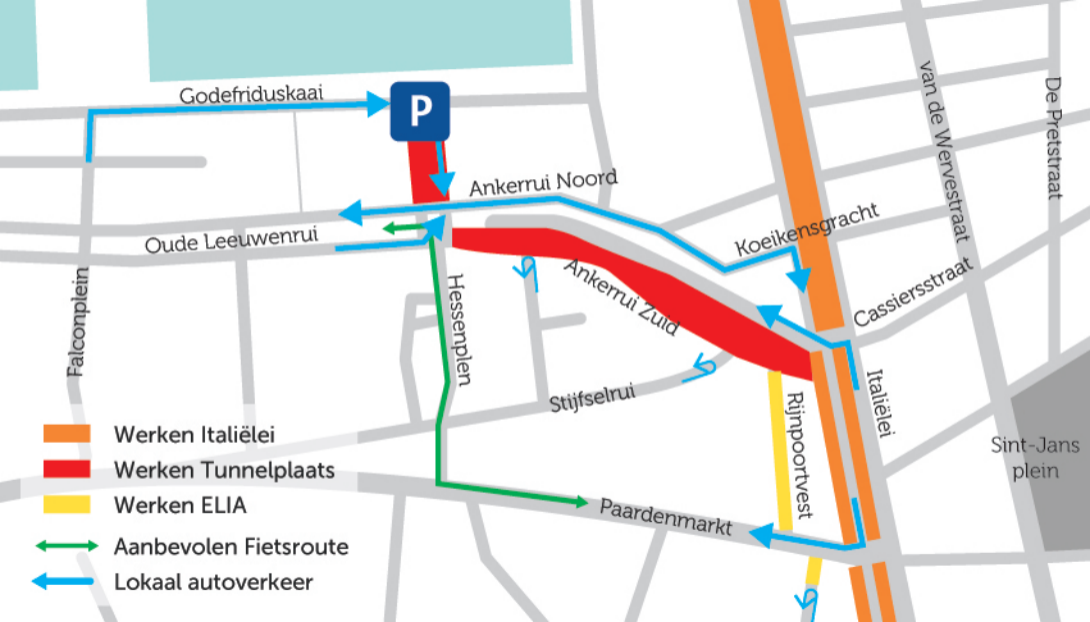 Godefriduskaai
P
Ankerrui Noord
Oude Leeuwenrui
Koeikensgracht
van de Wervestraat
De Pretstraat
Falconplein
Hessenplen
Ankerrui Zuid
Cassiersstraat
Italiëlei
Stijfselrui
Rijnpoortvest
Sint-Jans
plein
Paardenmarkt
Werken Italiëlei
Werken Tunnelplaats
Werken ELIA
Aanbevolen Fietsroute
Lokaal autoverkeer